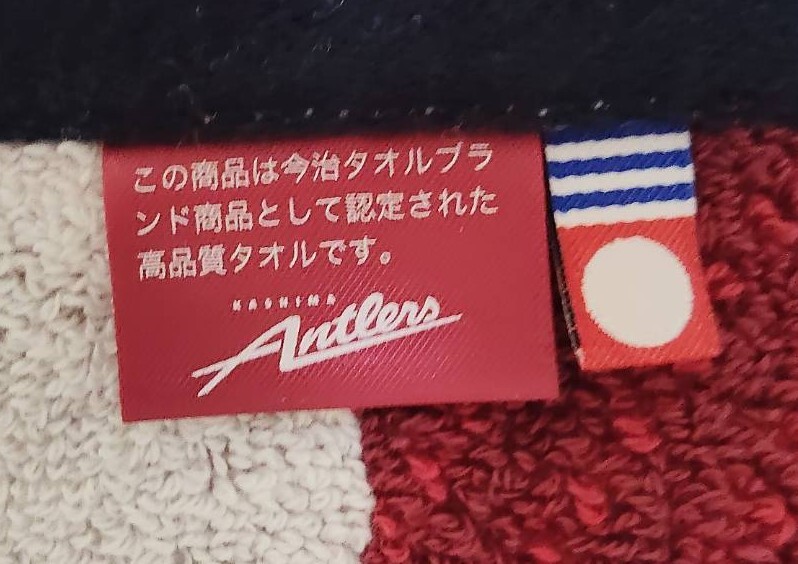 この商品は今治タオルブラ
ンド商品として認定された
高品質タオルです。
KASHIMA
Antlers